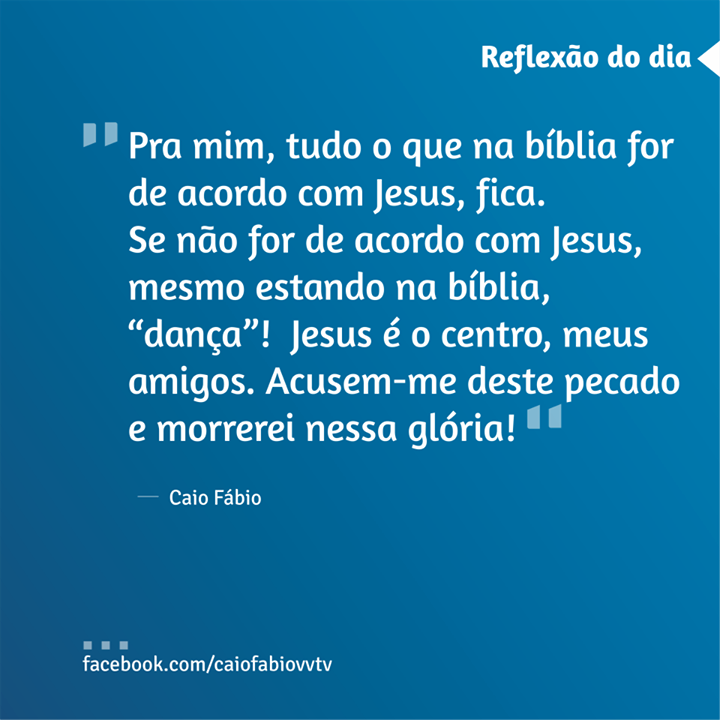 Reflexão do dia
"Pra mim, tudo o que na bíblia for
de acordo com Jesus, fica.
Se não for de acordo com Jesus,
mesmo estando na bíblia,
“dança”! Jesus é o centro, meus
amigos. Acusem-me deste pecado
e morrerei nessa glória!"
— Caio Fábio
facebook.com/caiofabiovvtv